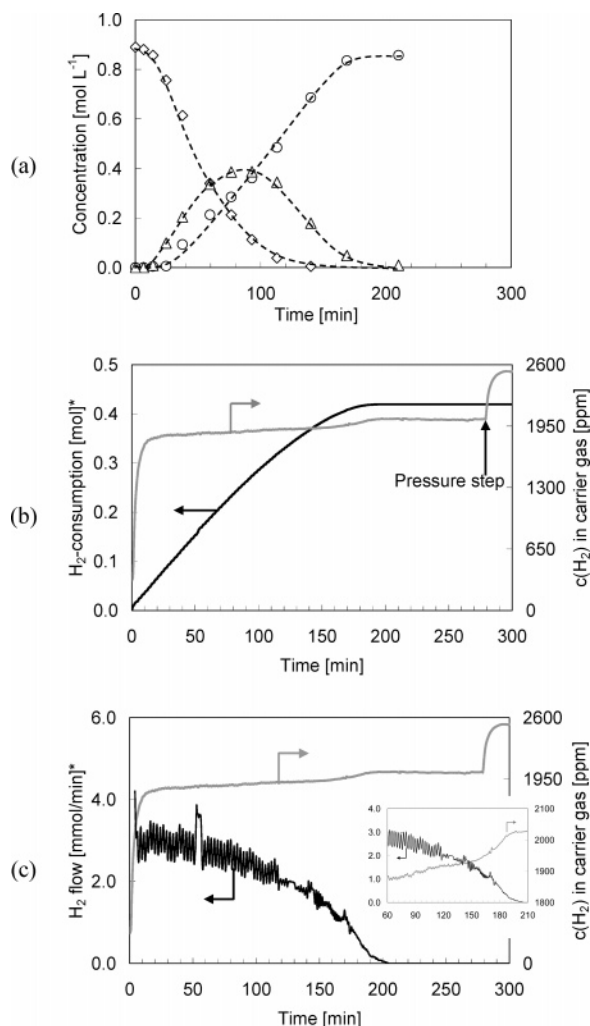 (a)
Concentration [mol L⁻¹]
1.0
0.8
0.6
0.4
0.2
0.0
0 100 200 300
Time [min]
(b)
H₂-consumption [mol]*
0.5
0.4
0.3
0.2
0.1
0.0
2600
1950
1300
650
0
c(H₂) in carrier gas [ppm]
Pressure step
0 50 100 150 200 250 300
Time [min]
(c)
H₂ flow [mmol/min]*
6.0
4.0
2.0
0.0
2600
1950
1300
650
0
c(H₂) in carrier gas [ppm]
4.0
3.0
2.0
1.0
0.0
2100
2000
1900
1800
60 90 120 150 180 210
0 50 100 150 200 250 300
Time [min]